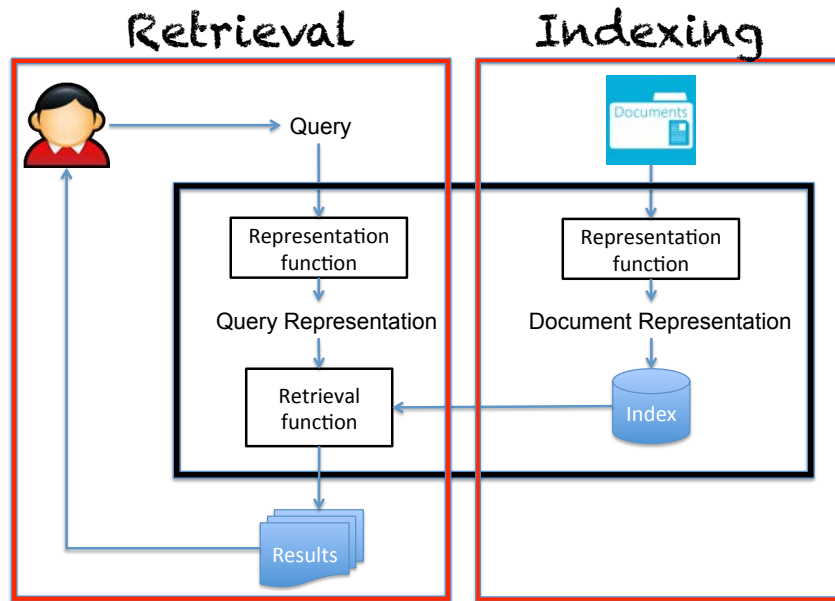 Retrieval
Indexing
Query
Documents
Representation
function
Representation
function
Query Representation
Document Representation
Retrieval
function
Index
Results